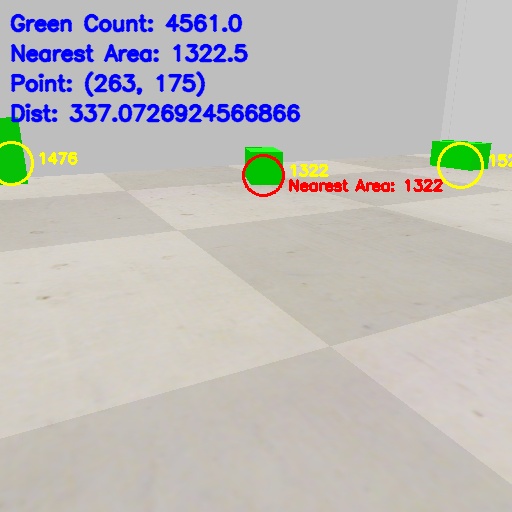 Green Count: 4561.0
Nearest Area: 1322.5
Point: (263, 175)
Dist: 337.0726924566866
1476
1322
Nearest Area: 1322